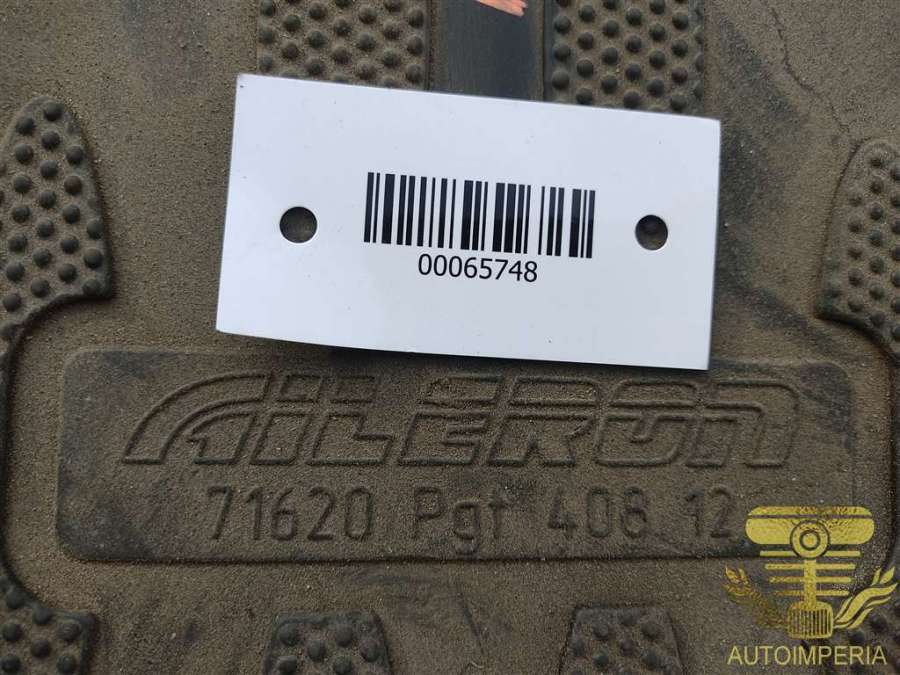 00065748
AILERON
71620 Pgt 408 12
AUTOIMPERIA